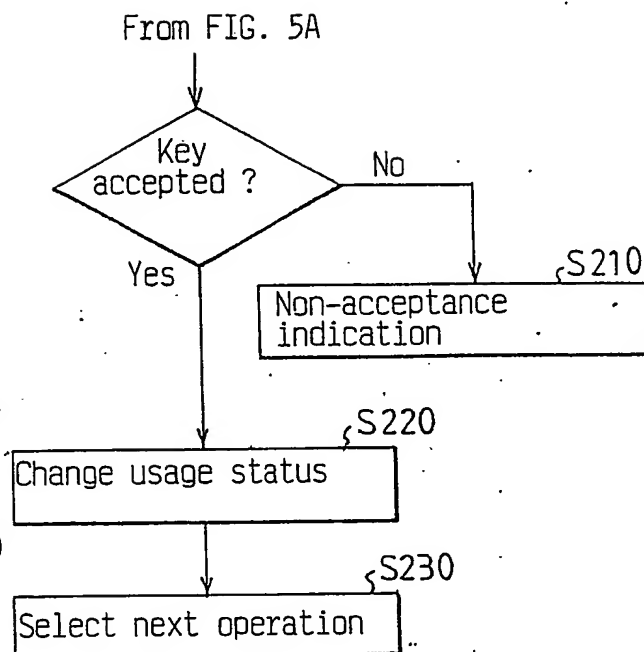 From FIG. 5A
Key
accepted ?
No
Yes
S210
Non-acceptance
indication
S220
Change usage status
S230
Select next operation